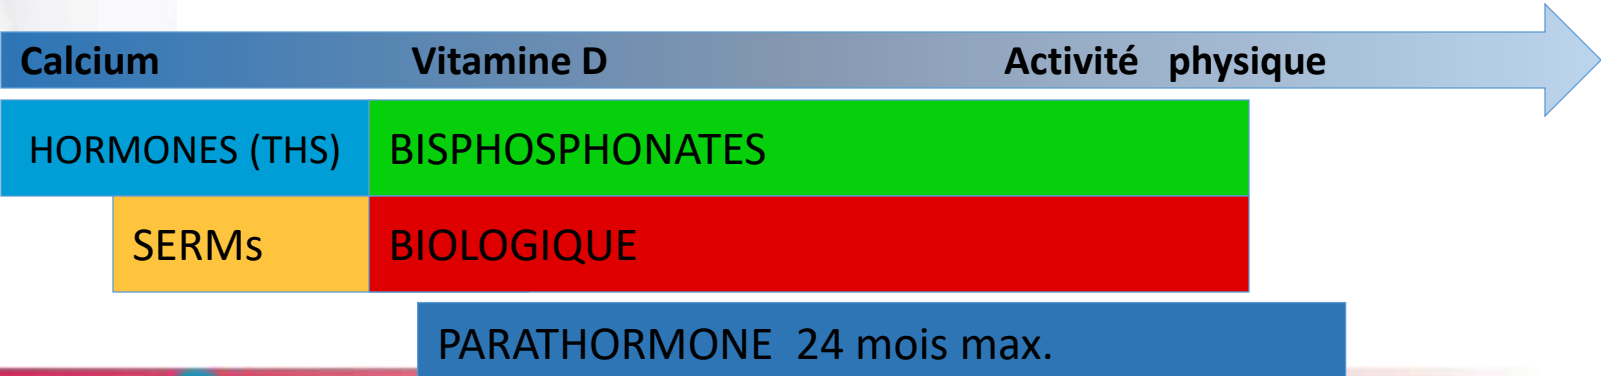 Calcium Vitamine D Activité physique
HORMONES (THS) BISPHOSPHONATES
SERMs BIOLOGIQUE
PARATHORMONE 24 mois max.